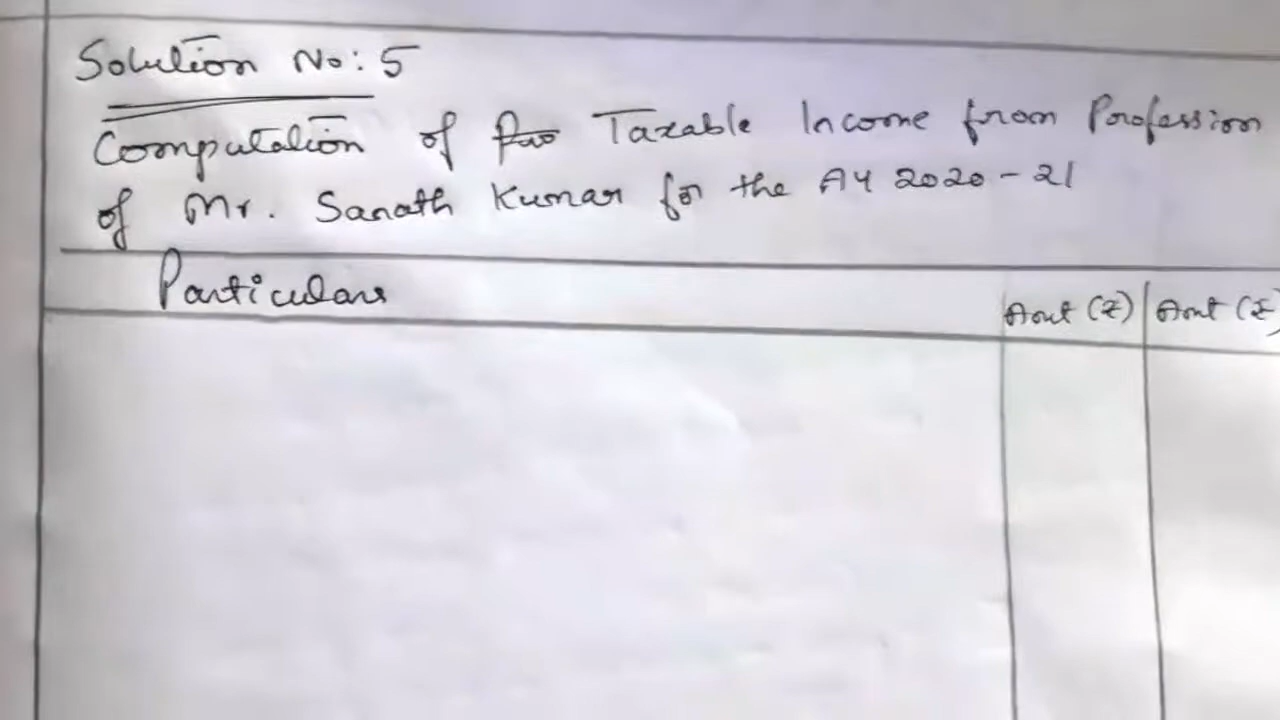 Solution No: 5
Computation of Taxable Income from Profession
of Mr. Sanath Kumar for the AY 2020-21
Particulars Amt (₹) Amt (₹)